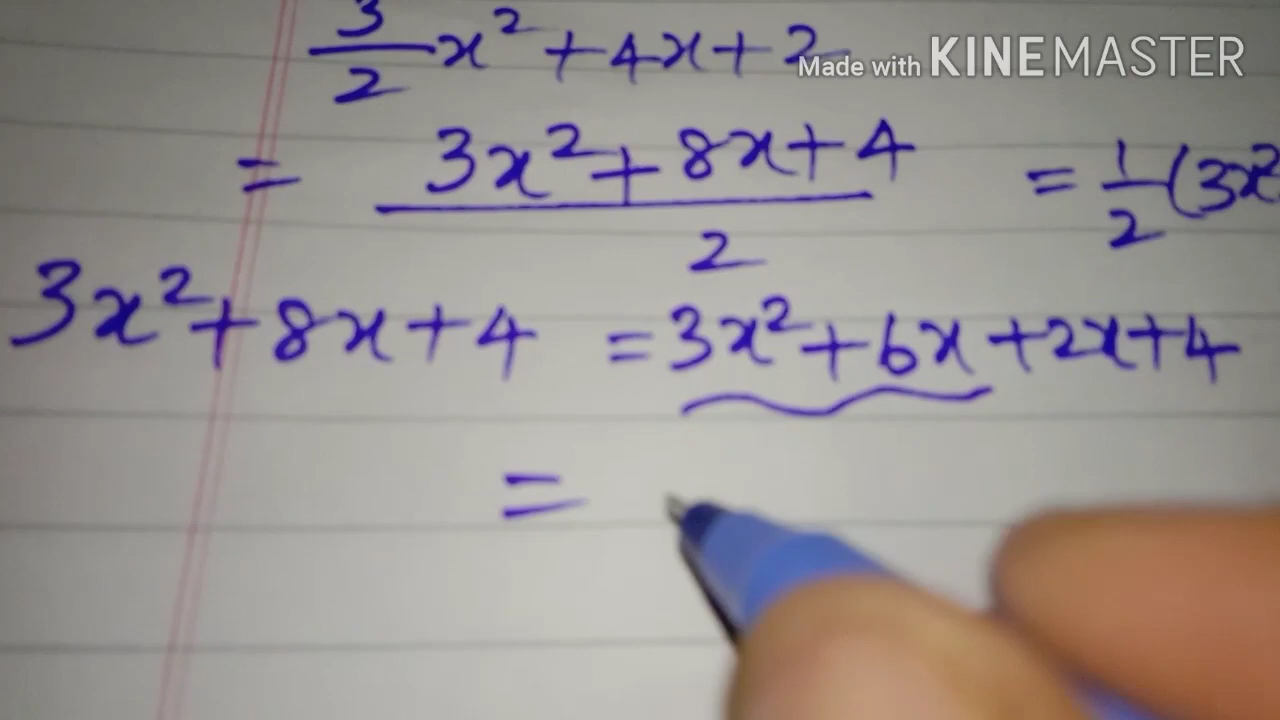 3/2 x² + 4x + 2
Made with KINEMASTER
= 3x² + 8x + 4 / 2 = 1/2 (3x²
3x² + 8x + 4 = 3x² + 6x + 2x + 4
=